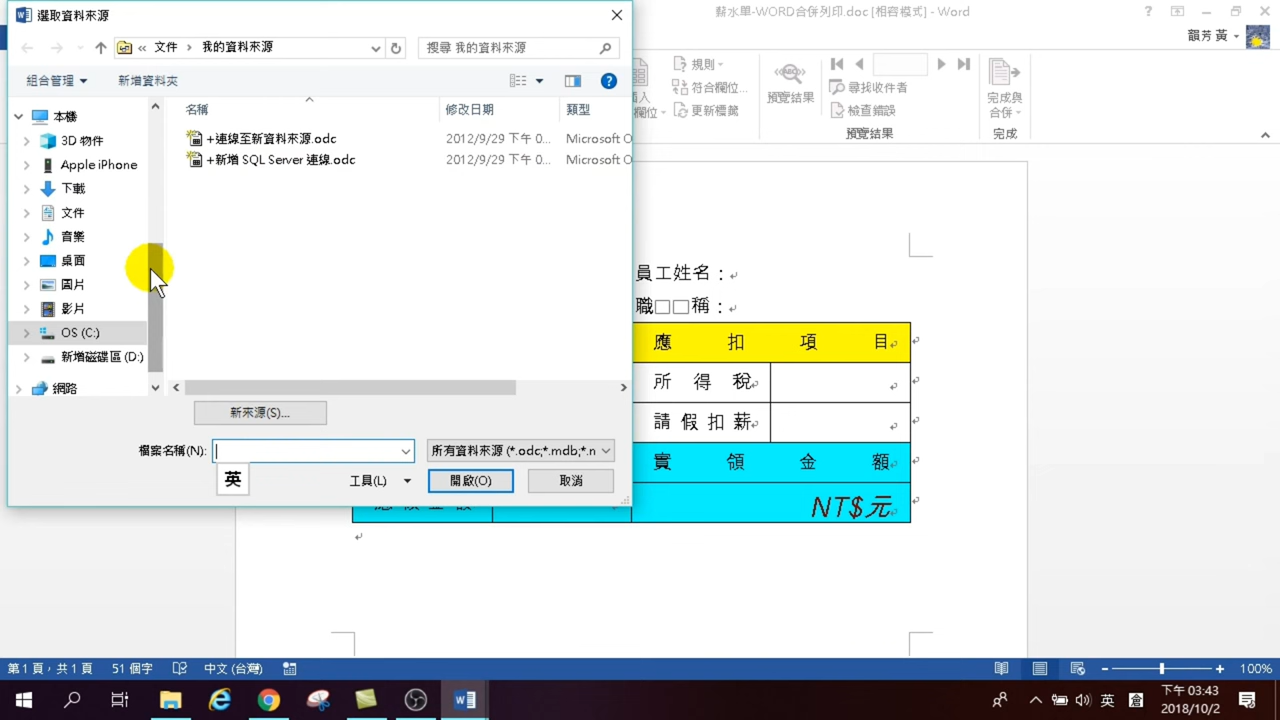 選取資料來源
薪水單-WORD合併列印.doc [相容模式] - Word
韻芳 黃
文件 › 我的資料來源
搜尋 我的資料來源
組合管理
新增資料夾
名稱
修改日期
類型
+連線至新資料來源.odc
2012/9/29 下午 0...
Microsoft O
+新增 SQL Server 連線.odc
2012/9/29 下午 0...
Microsoft O
本機
3D 物件
Apple iPhone
下載
文件
音樂
桌面
圖片
影片
OS (C:)
新增磁碟區 (D:)
網路
新來源(S)...
檔案名稱(N):
所有資料來源 (*.odc;*.mdb;*.n
英
工具(L)
開啟(O)
取消
規則
符合欄位...
更新標籤
欄位
預覽結果
尋找收件者
檢查錯誤
預覽結果
完成與
合併
完成
員工姓名：
職□□稱：
應扣項目
所得稅
請假扣薪
實領金額
NT$元
第 1 頁，共 1 頁
51 個字
中文 (台灣)
100%
英
倉
下午 03:43
2018/10/2